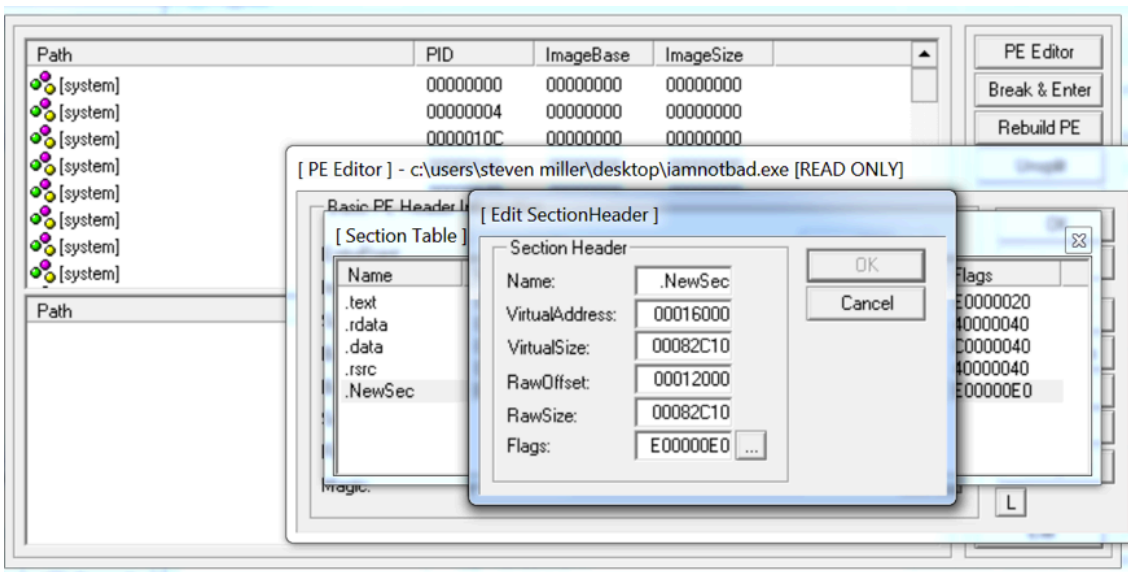 Path PID ImageBase ImageSize
[system] 00000000 00000000 00000000
[system] 00000004 00000000 00000000
[system] 0000010C 00000000 00000000
[system]
[system]
[system]
[system]
[system]
Path
PE Editor
Break & Enter
Rebuild PE
[ PE Editor ] - c:\users\steven miller\desktop\iamnotbad.exe [READ ONLY]
Basic PE Header
[ Section Table ]
Name Flags
.text E0000020
.rdata 40000040
.data C0000040
.rsrc 40000040
.NewSec E00000E0
Magic:
L
[ Edit SectionHeader ]
Section Header
Name: .NewSec
VirtualAddress: 00016000
VirtualSize: 00082C10
RawOffset: 00012000
RawSize: 00082C10
Flags: E00000E0 ...
OK
Cancel